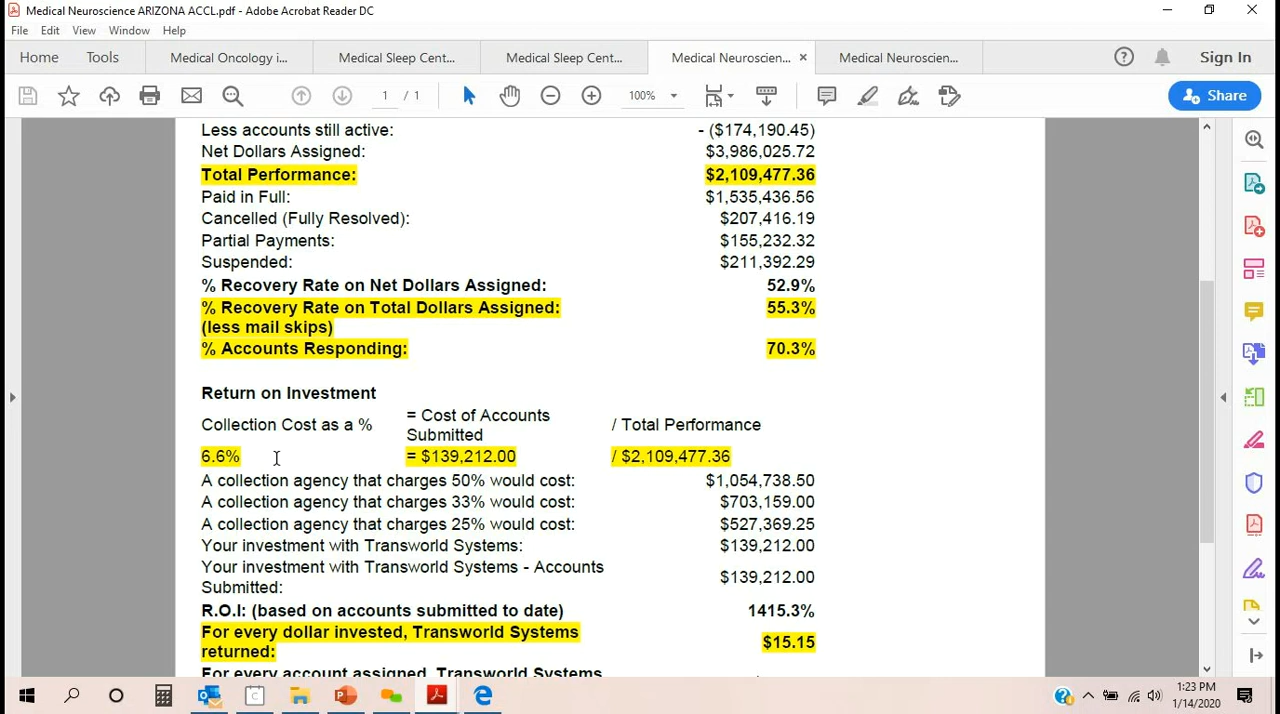 Medical Neuroscience ARIZONA ACCL.pdf - Adobe Acrobat Reader DC
File Edit View Window Help
Home Tools Medical Oncology i... Medical Sleep Cent... Medical Sleep Cent... Medical Neuroscien... × Medical Neuroscien... Sign In
1 / 1 100% Share
Less accounts still active: - ($174,190.45)
Net Dollars Assigned: $3,986,025.72
Total Performance: $2,109,477.36
Paid in Full: $1,535,436.56
Cancelled (Fully Resolved): $207,416.19
Partial Payments: $155,232.32
Suspended: $211,392.29
% Recovery Rate on Net Dollars Assigned: 52.9%
% Recovery Rate on Total Dollars Assigned: 55.3%
(less mail skips)
% Accounts Responding: 70.3%
Return on Investment
Collection Cost as a % = Cost of Accounts Submitted / Total Performance
6.6% = $139,212.00 / $2,109,477.36
A collection agency that charges 50% would cost: $1,054,738.50
A collection agency that charges 33% would cost: $703,159.00
A collection agency that charges 25% would cost: $527,369.25
Your investment with Transworld Systems: $139,212.00
Your investment with Transworld Systems - Accounts
Submitted: $139,212.00
R.O.I: (based on accounts submitted to date) 1415.3%
For every dollar invested, Transworld Systems
returned: $15.15
For every account assigned, Transworld Systems
1:23 PM
1/14/2020